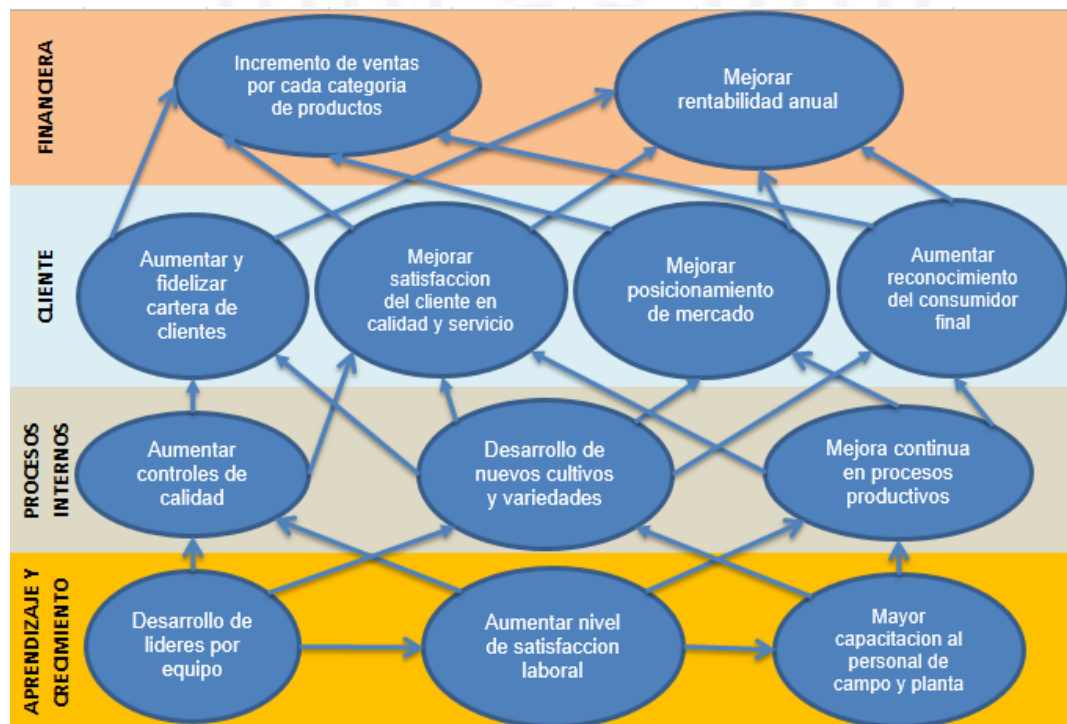 FINANCIERA
Incremento de ventas
por cada categoria
de productos
Mejorar
rentabilidad anual
CLIENTE
Aumentar y
fidelizar
cartera de
clientes
Mejorar
satisfaccion
del cliente en
calidad y servicio
Mejorar
posicionamiento
de mercado
Aumentar
reconocimiento
del consumidor
final
PROCESOS
INTERNOS
Aumentar
controles de
calidad
Desarrollo de
nuevos cultivos
y variedades
Mejora continua
en procesos
productivos
APRENDIZAJE Y
CRECIMIENTO
Desarrollo de
lideres por
equipo
Aumentar nivel
de satisfaccion
laboral
Mayor
capacitacion al
personal de
campo y planta